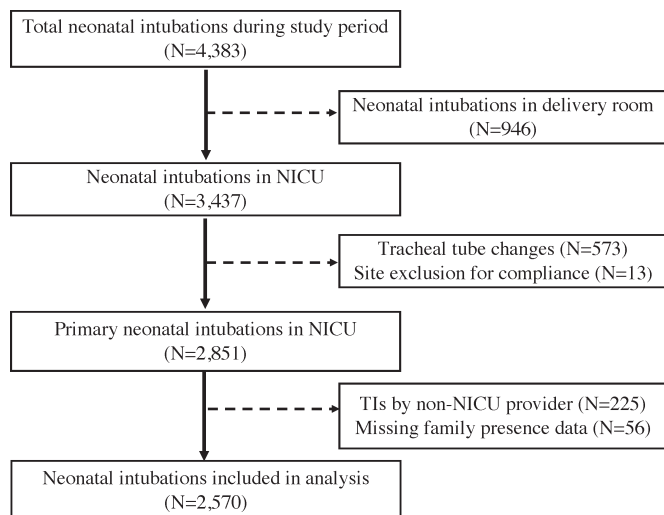 Total neonatal intubations during study period
(N=4,383)
Neonatal intubations in delivery room
(N=946)
Neonatal intubations in NICU
(N=3,437)
Tracheal tube changes (N=573)
Site exclusion for compliance (N=13)
Primary neonatal intubations in NICU
(N=2,851)
TIs by non-NICU provider (N=225)
Missing family presence data (N=56)
Neonatal intubations included in analysis
(N=2,570)